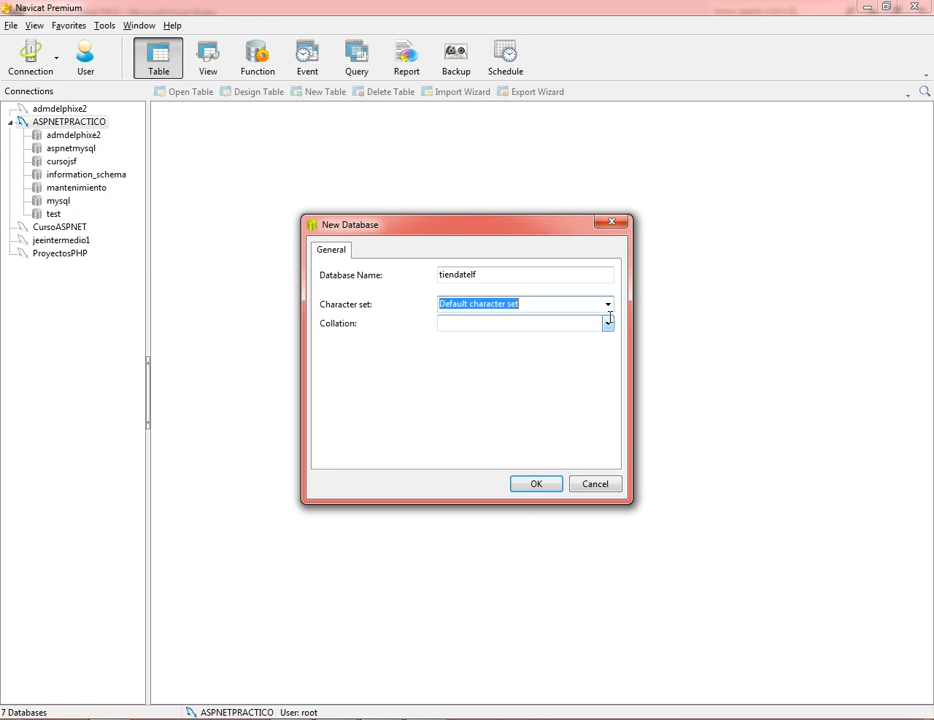 Navicat Premium
File View Favorites Tools Window Help
Connection User Table View Function Event Query Report Backup Schedule
Connections Open Table Design Table New Table Delete Table Import Wizard Export Wizard
admdelphixe2
ASPNETPRACTICO
admdelphixe2
aspnetmysql
cursojsf
information_schema
mantenimiento
mysql
test
CursoASPNET
jeeintermedio1
ProyectosPHP
New Database
General
Database Name: tiendatelf
Character set: Default character set
Collation:
OK Cancel
7 Databases ASPNETPRACTICO User: root